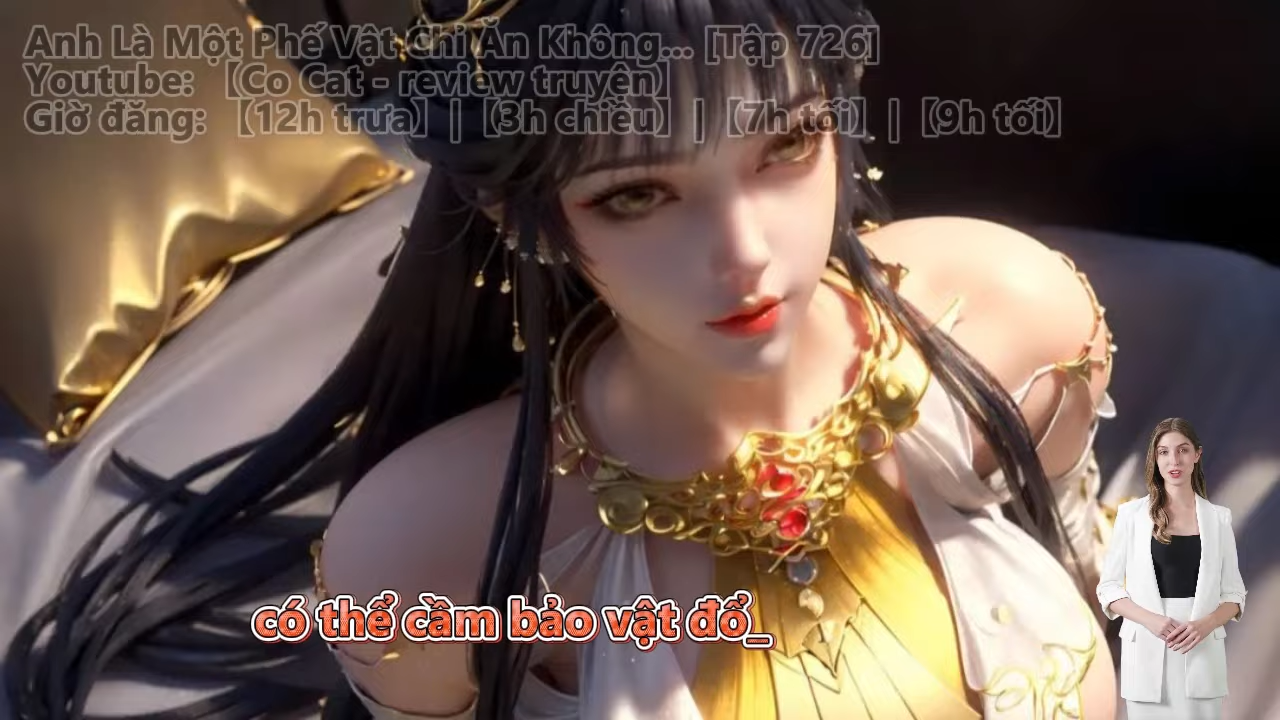 Anh Là Một Phế Vật Chỉ Ăn Không... [Tập 726]
Youtube: 【Co Cat - review truyện】
Giờ đăng: 【12h trưa】 | 【3h chiều】 | 【7h tối】 | 【9h tối】
có thể cầm bảo vật đổ_